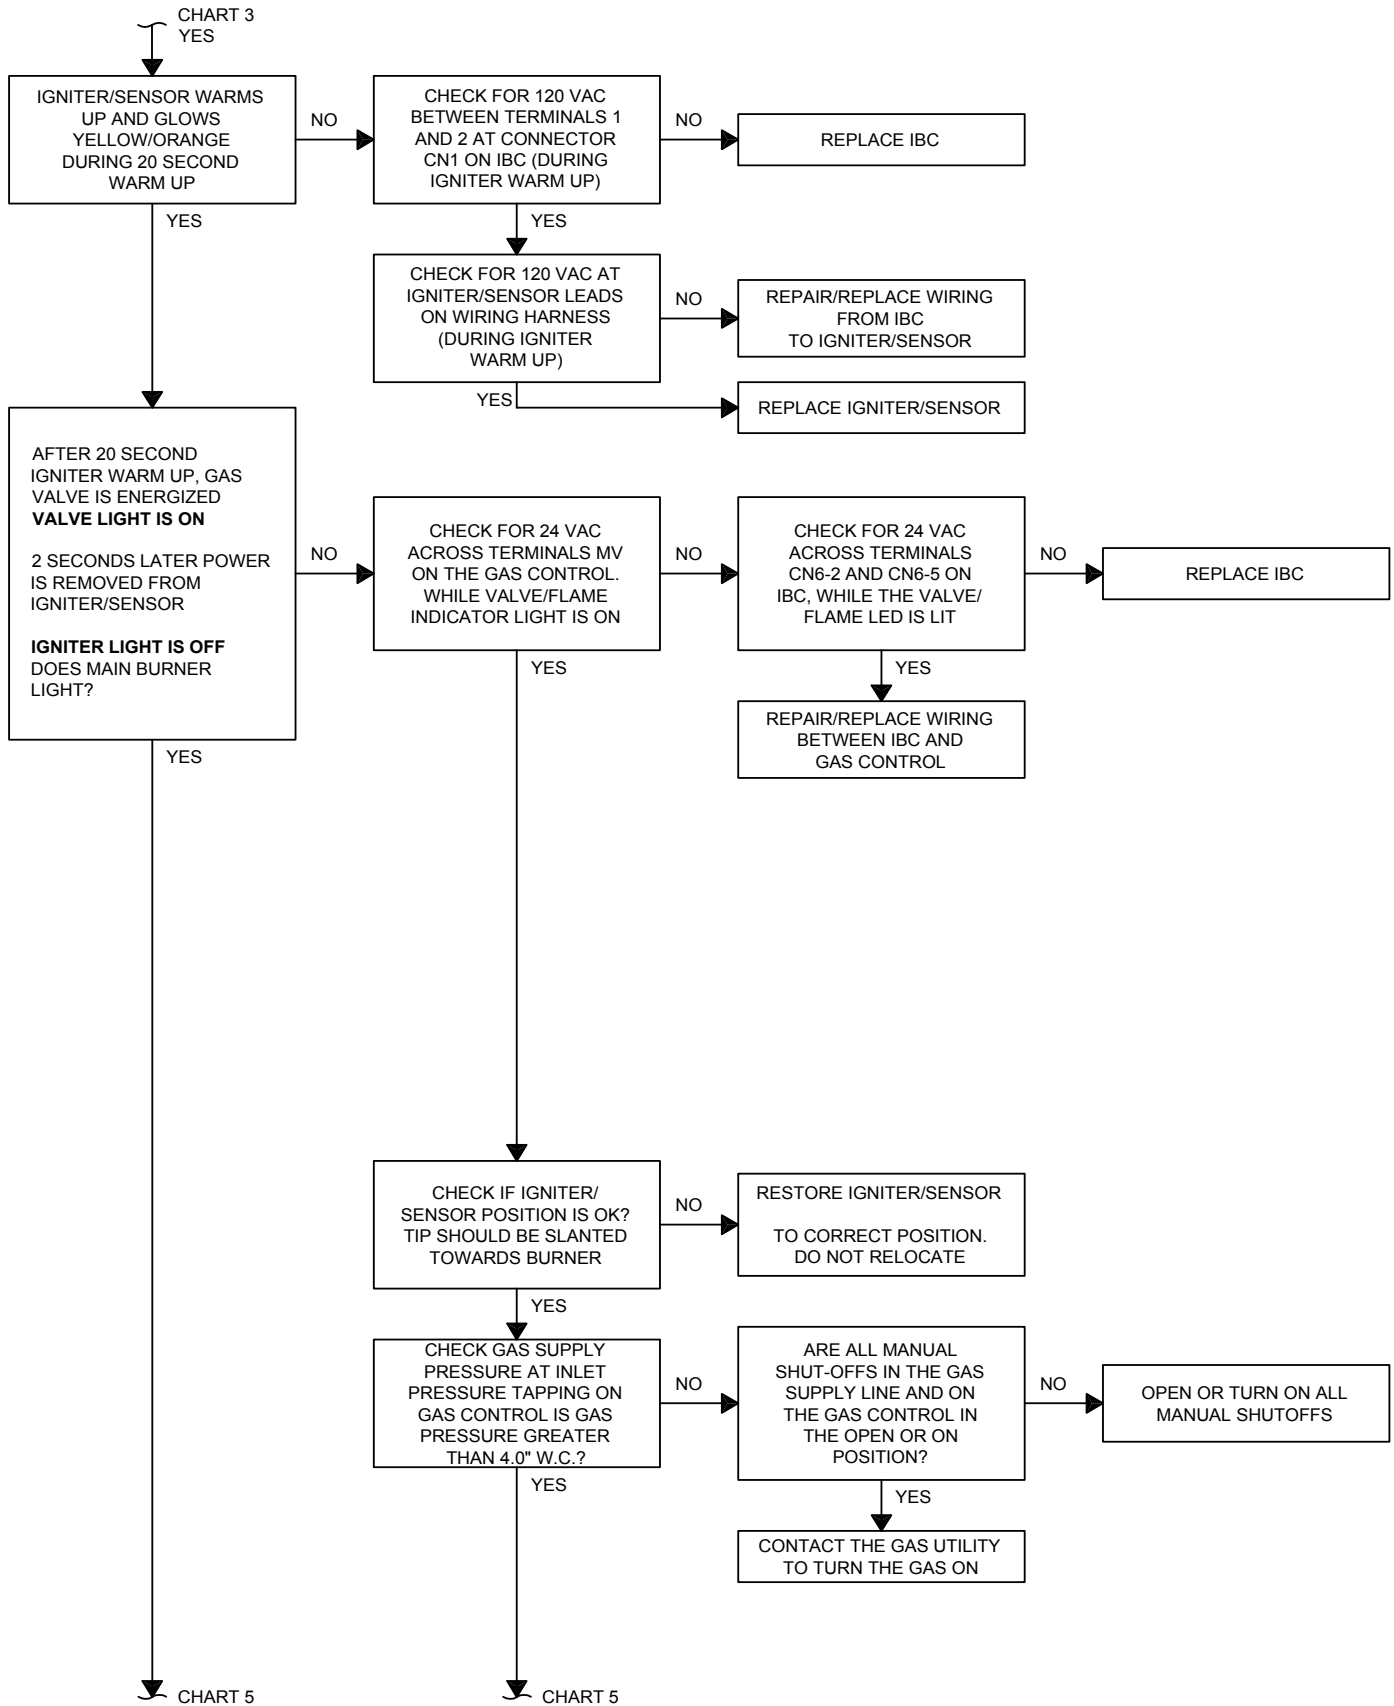 CHART 3
YES
IGNITER/SENSOR WARMS
UP AND GLOWS
YELLOW/ORANGE
DURING 20 SECOND
WARM UP
NO
CHECK FOR 120 VAC
BETWEEN TERMINALS 1
AND 2 AT CONNECTOR
CN1 ON IBC (DURING
IGNITER WARM UP)
NO
REPLACE IBC
YES
YES
CHECK FOR 120 VAC AT
IGNITER/SENSOR LEADS
ON WIRING HARNESS
(DURING IGNITER
WARM UP)
NO
REPAIR/REPLACE WIRING
FROM IBC
TO IGNITER/SENSOR
YES
REPLACE IGNITER/SENSOR
AFTER 20 SECOND
IGNITER WARM UP, GAS
VALVE IS ENERGIZED
VALVE LIGHT IS ON
2 SECONDS LATER POWER
IS REMOVED FROM
IGNITER/SENSOR
IGNITER LIGHT IS OFF
DOES MAIN BURNER
LIGHT?
NO
CHECK FOR 24 VAC
ACROSS TERMINALS MV
ON THE GAS CONTROL.
WHILE VALVE/FLAME
INDICATOR LIGHT IS ON
NO
CHECK FOR 24 VAC
ACROSS TERMINALS
CN6-2 AND CN6-5 ON
IBC, WHILE THE VALVE/
FLAME LED IS LIT
NO
REPLACE IBC
YES
YES
REPAIR/REPLACE WIRING
BETWEEN IBC AND
GAS CONTROL
YES
CHECK IF IGNITER/
SENSOR POSITION IS OK?
TIP SHOULD BE SLANTED
TOWARDS BURNER
NO
RESTORE IGNITER/SENSOR
TO CORRECT POSITION.
DO NOT RELOCATE
YES
CHECK GAS SUPPLY
PRESSURE AT INLET
PRESSURE TAPPING ON
GAS CONTROL IS GAS
PRESSURE GREATER
THAN 4.0" W.C.?
NO
ARE ALL MANUAL
SHUT-OFFS IN THE GAS
SUPPLY LINE AND ON
THE GAS CONTROL IN
THE OPEN OR ON
POSITION?
NO
OPEN OR TURN ON ALL
MANUAL SHUTOFFS
YES
YES
CONTACT THE GAS UTILITY
TO TURN THE GAS ON
CHART 5
CHART 5